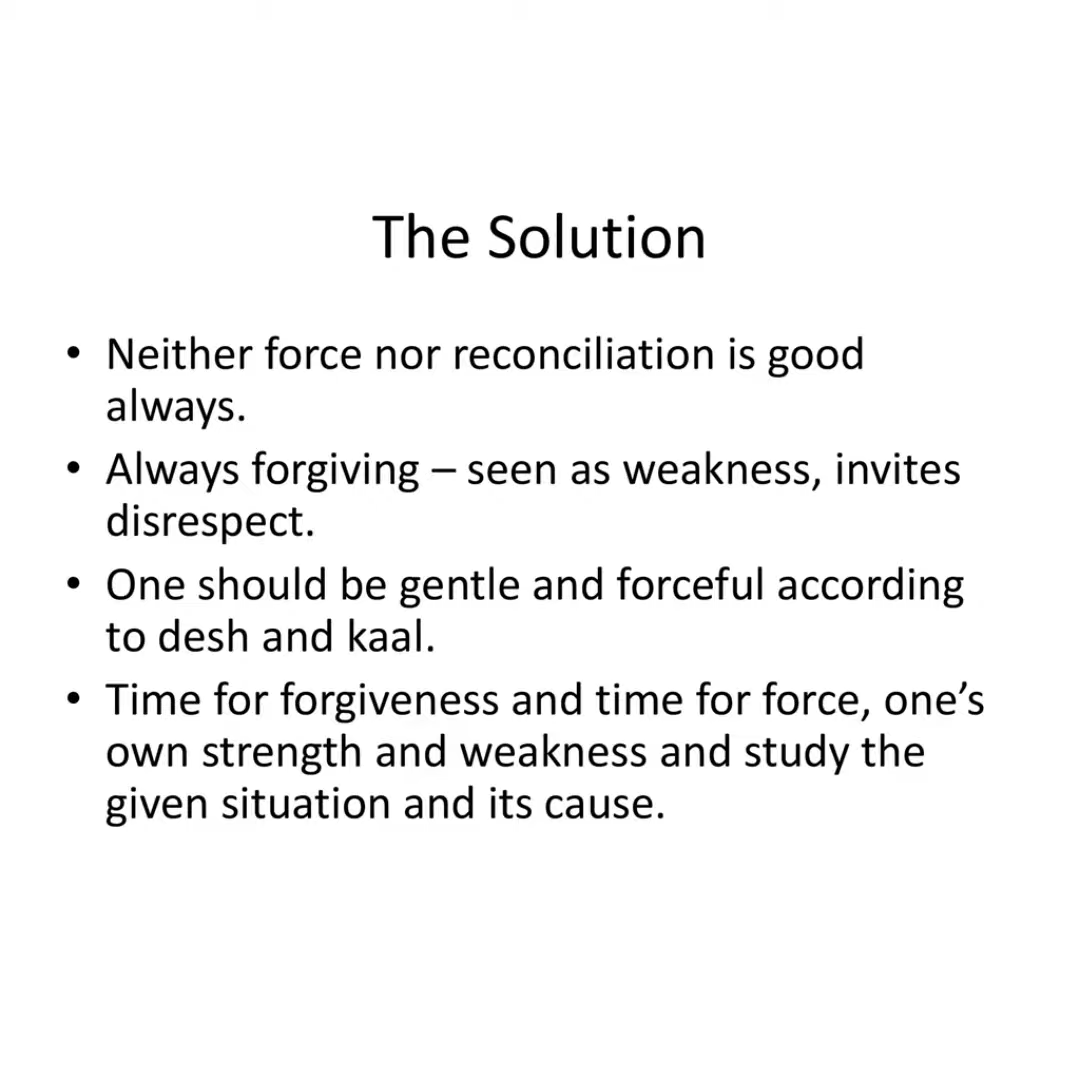 The Solution
• Neither force nor reconciliation is good
always.
• Always forgiving – seen as weakness, invites
disrespect.
• One should be gentle and forceful according
to desh and kaal.
• Time for forgiveness and time for force, one’s
own strength and weakness and study the
given situation and its cause.